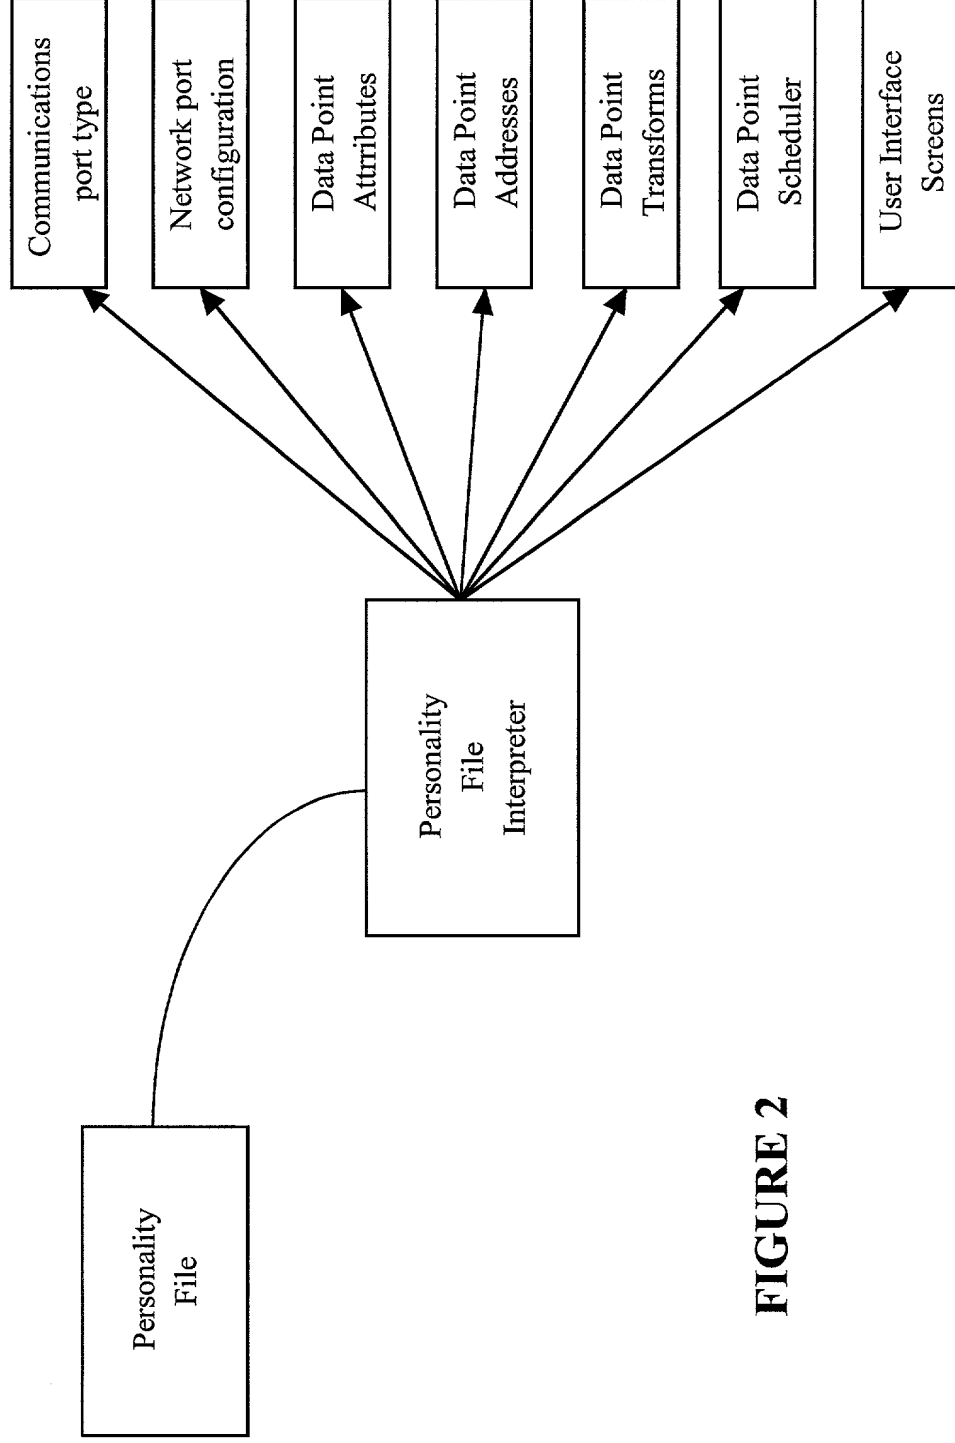 Personality
File
Personality
File
Interpreter
Communications
port type
Network port
configuration
Data Point
Attrributes
Data Point
Addresses
Data Point
Transforms
Data Point
Scheduler
User Interface
Screens
FIGURE 2